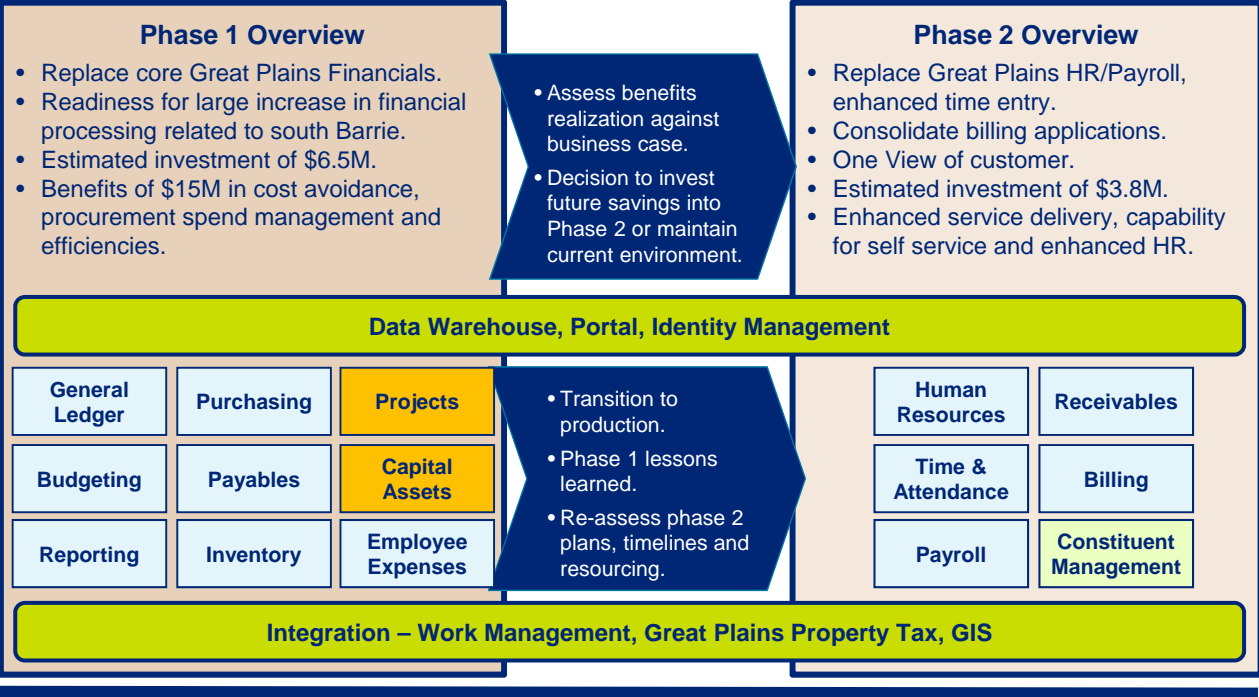 Phase 1 Overview
• Replace core Great Plains Financials.
• Readiness for large increase in financial
processing related to south Barrie.
• Estimated investment of $6.5M.
• Benefits of $15M in cost avoidance,
procurement spend management and
efficiencies.
• Assess benefits
realization against
business case.
• Decision to invest
future savings into
Phase 2 or maintain
current environment.
Phase 2 Overview
• Replace Great Plains HR/Payroll,
enhanced time entry.
• Consolidate billing applications.
• One View of customer.
• Estimated investment of $3.8M.
• Enhanced service delivery, capability
for self service and enhanced HR.
Data Warehouse, Portal, Identity Management
General
Ledger
Purchasing
Projects
Budgeting
Payables
Capital
Assets
Reporting
Inventory
Employee
Expenses
• Transition to
production.
• Phase 1 lessons
learned.
• Re-assess phase 2
plans, timelines and
resourcing.
Human
Resources
Receivables
Time &
Attendance
Billing
Payroll
Constituent
Management
Integration – Work Management, Great Plains Property Tax, GIS